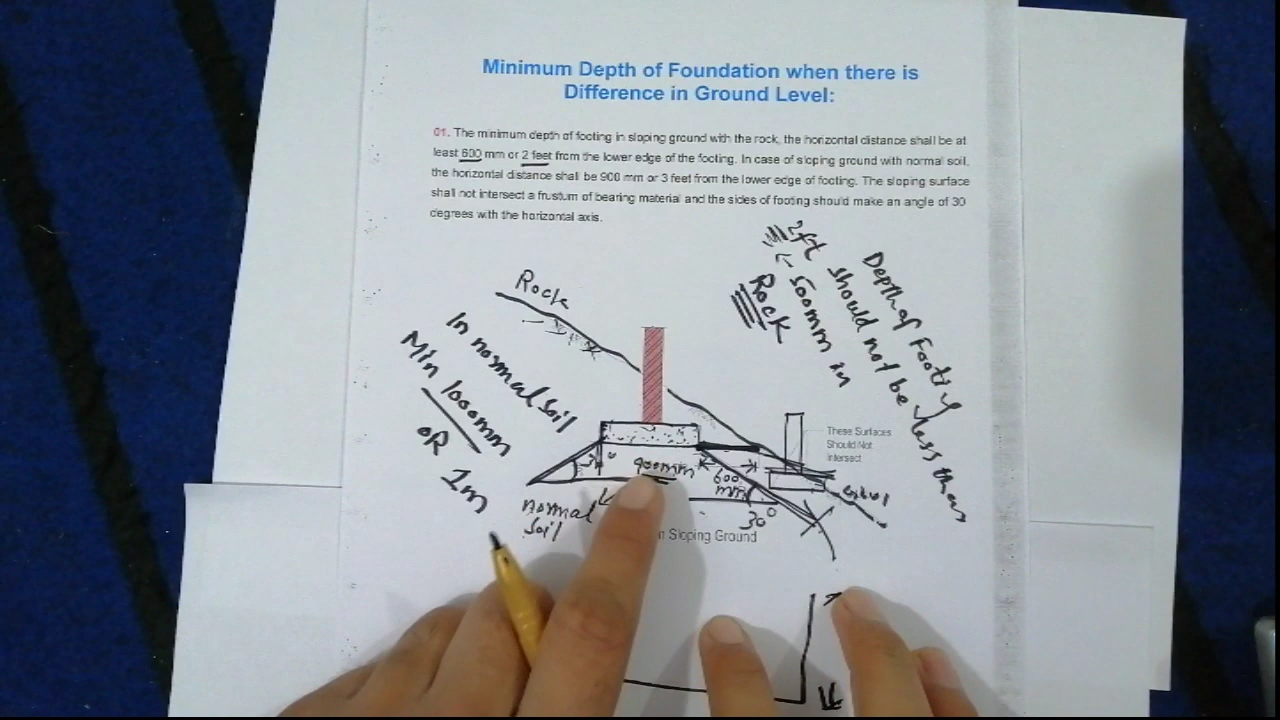 Minimum Depth of Foundation when there is
Difference in Ground Level:
01. The minimum depth of footing in sloping ground with the rock, the horizontal distance shall be at
least 600 mm or 2 feet from the lower edge of the footing. In case of sloping ground with normal soil,
the horizontal distance shall be 900 mm or 3 feet from the lower edge of footing. The sloping surface
shall not intersect a frustum of bearing material and the sides of footing should make an angle of 30
degrees with the horizontal axis.
Depth of Footing
should not be less than
2ft
500mm in
Rock
Rock
In normal soil
Min 1000mm
OR
1m
These Surfaces
Should Not
Intersect
900mm
600
mm
30°
normal
soil
n Sloping Ground